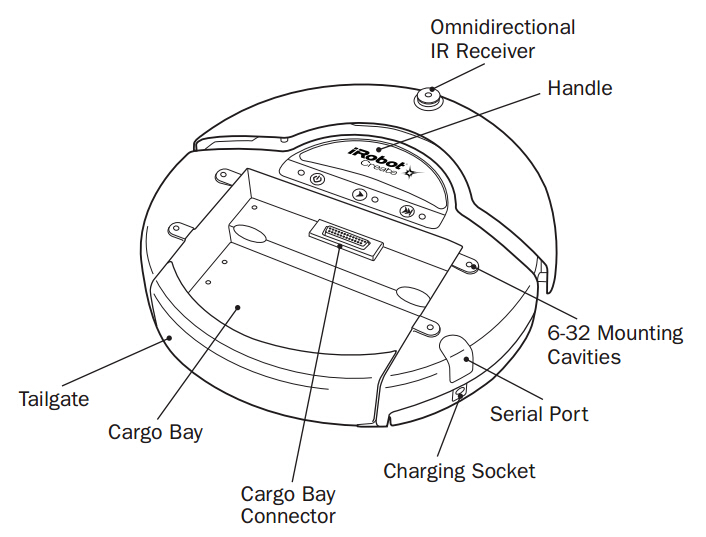 Omnidirectional
IR Receiver
Handle
iRobot
Create
6-32 Mounting
Cavities
Tailgate
Serial Port
Cargo Bay
Charging Socket
Cargo Bay
Connector